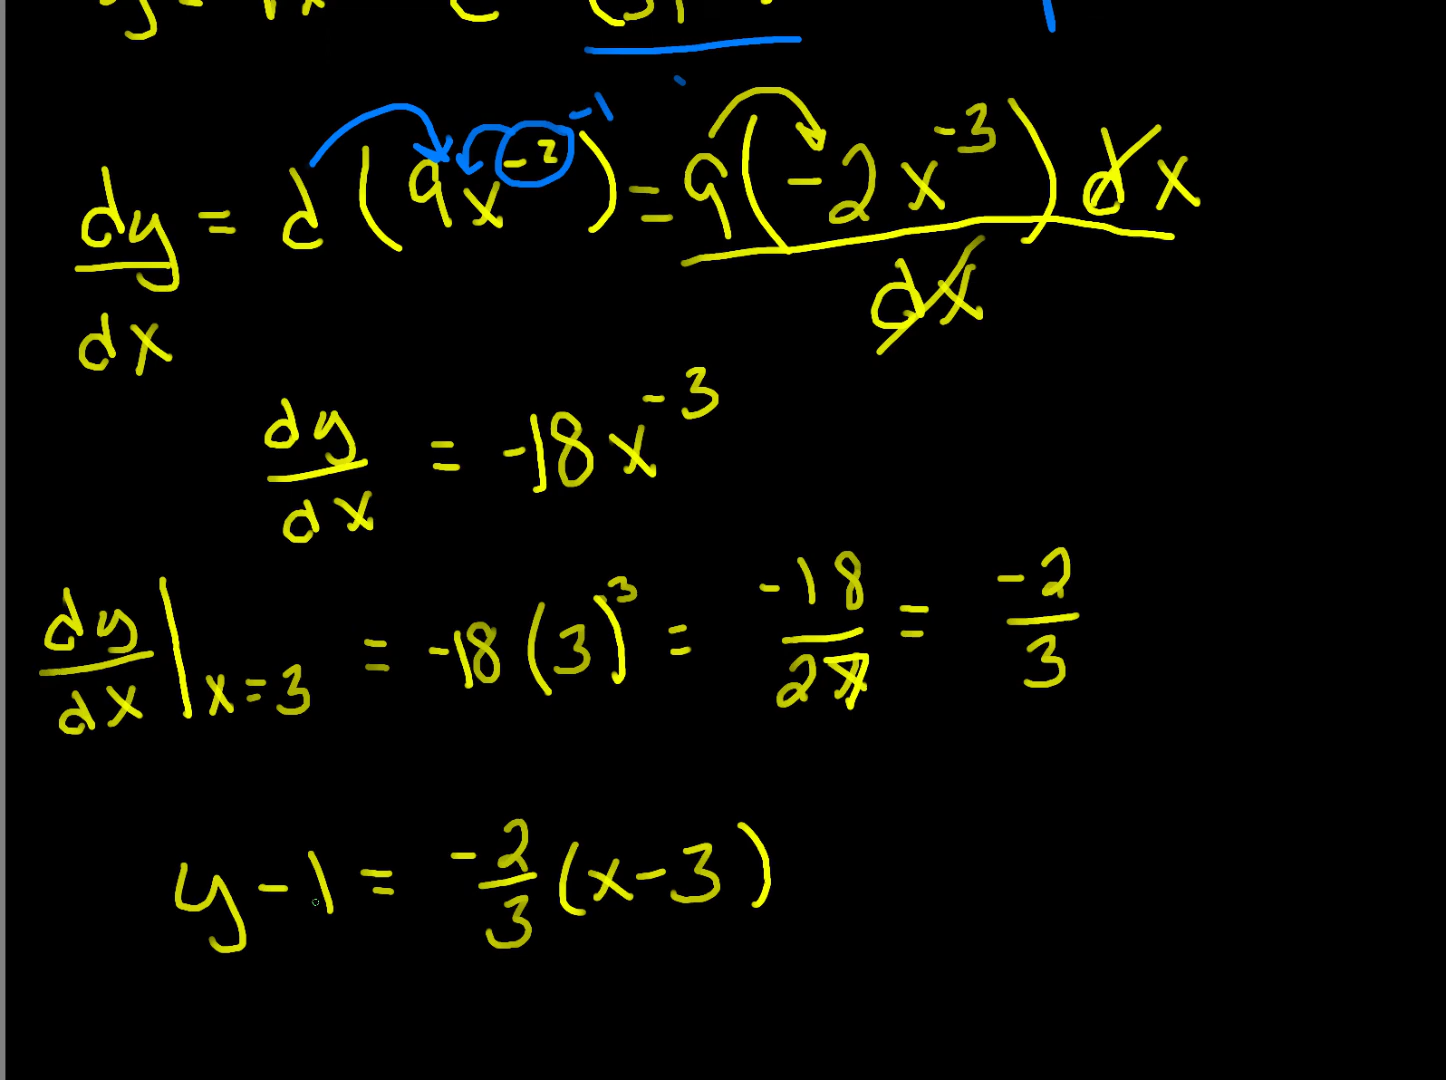 dy/dx = d(9x^-2)^-1 = 9(-2x^-3)dx/dx
dy/dx = -18x^-3
dy/dx|x=3 = -18(3)^3 = -18/27 = -2/3
y-1 = -2/3(x-3)